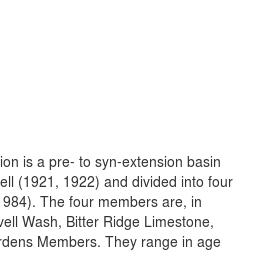 ion is a pre- to syn-extension basin
ell (1921, 1922) and divided into four
984). The four members are, in
vell Wash, Bitter Ridge Limestone,
rdens Members. They range in age